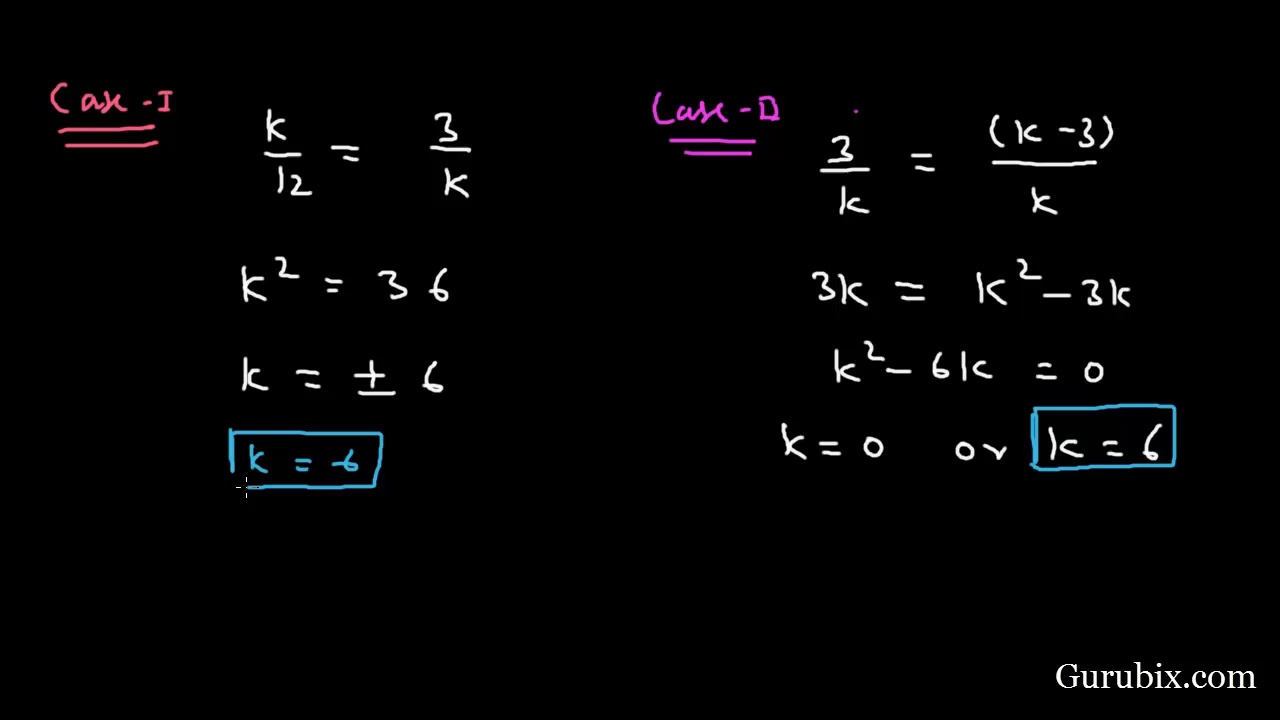 Case-I
k/12 = 3/k
k² = 36
k = ± 6
k = 6
Case-II
3/k = (k-3)/k
3k = k² - 3k
k² - 6k = 0
k = 0 or k = 6
Gurubix.com